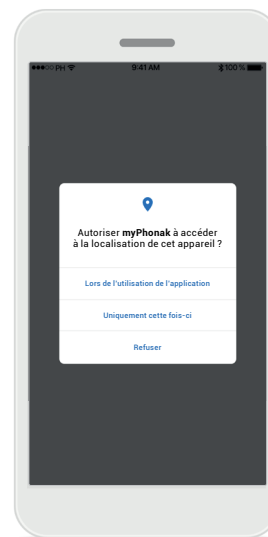 ●●●○○ PH 9:41 AM 100 %
Autoriser myPhonak à accéder
à la localisation de cet appareil ?
Lors de l'utilisation de l'application
Uniquement cette fois-ci
Refuser